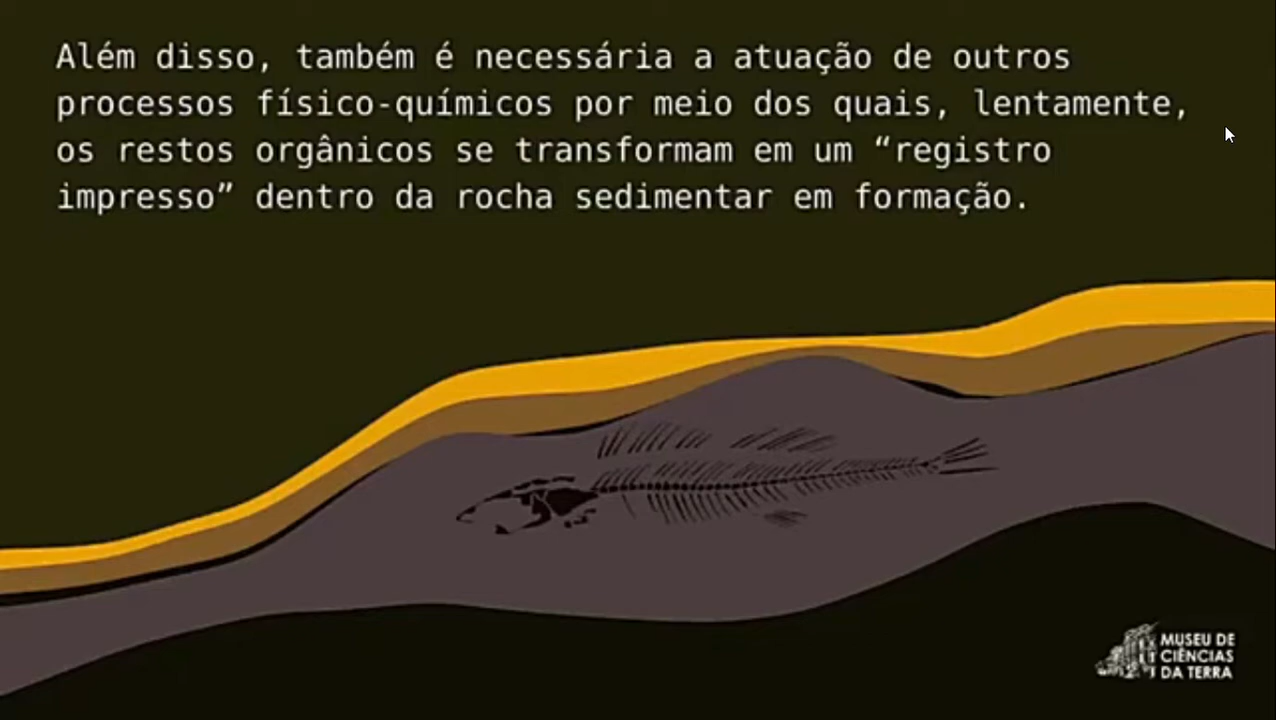 Além disso, também é necessária a atuação de outros
processos físico-químicos por meio dos quais, lentamente,
os restos orgânicos se transformam em um “registro
impresso” dentro da rocha sedimentar em formação.
MUSEU DE
CIÊNCIAS
DA TERRA